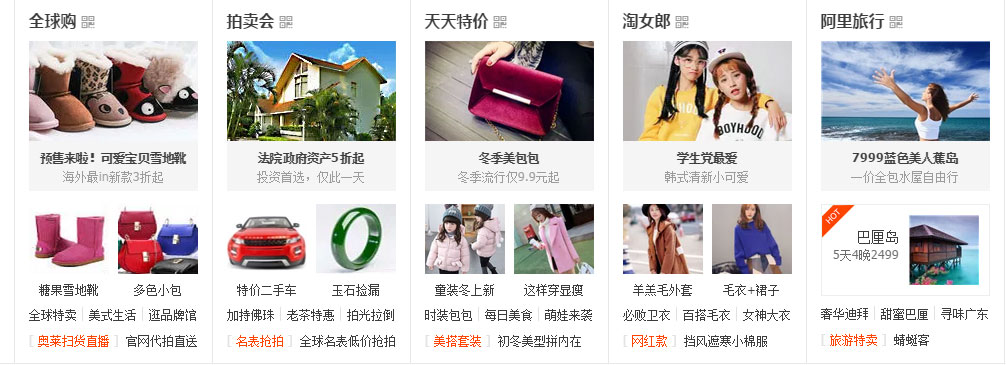 全球购
预售来啦！可爱宝贝雪地靴
海外最in新款3折起
糖果雪地靴 多色小包
全球特卖 美式生活 逛品牌馆
[ 奥莱扫货直播 ] 官网代拍直送
拍卖会
法院政府资产5折起
投资首选，仅此一天
特价二手车 玉石捡漏
加持佛珠 老茶特惠 拍光拉倒
[ 名表抢拍 ] 全球名表低价抢拍
天天特价
冬季美包包
冬季流行仅9.9元起
童装冬上新 这样穿显瘦
时装包包 每日美食 萌娃来袭
[ 美搭套装 ] 初冬美型拼内在
淘女郎
BOYHOOD
学生党最爱
韩式清新小可爱
羊羔毛外套 毛衣+裙子
必败卫衣 百搭毛衣 女神大衣
[ 网红款 ] 挡风遮寒小棉服
阿里旅行
7999蓝色美人蕉岛
一价全包水屋自由行
HOT
巴厘岛
5天4晚2499
奢华迪拜 甜蜜巴厘 寻味广东
[ 旅游特卖 ] 蜻蜓客